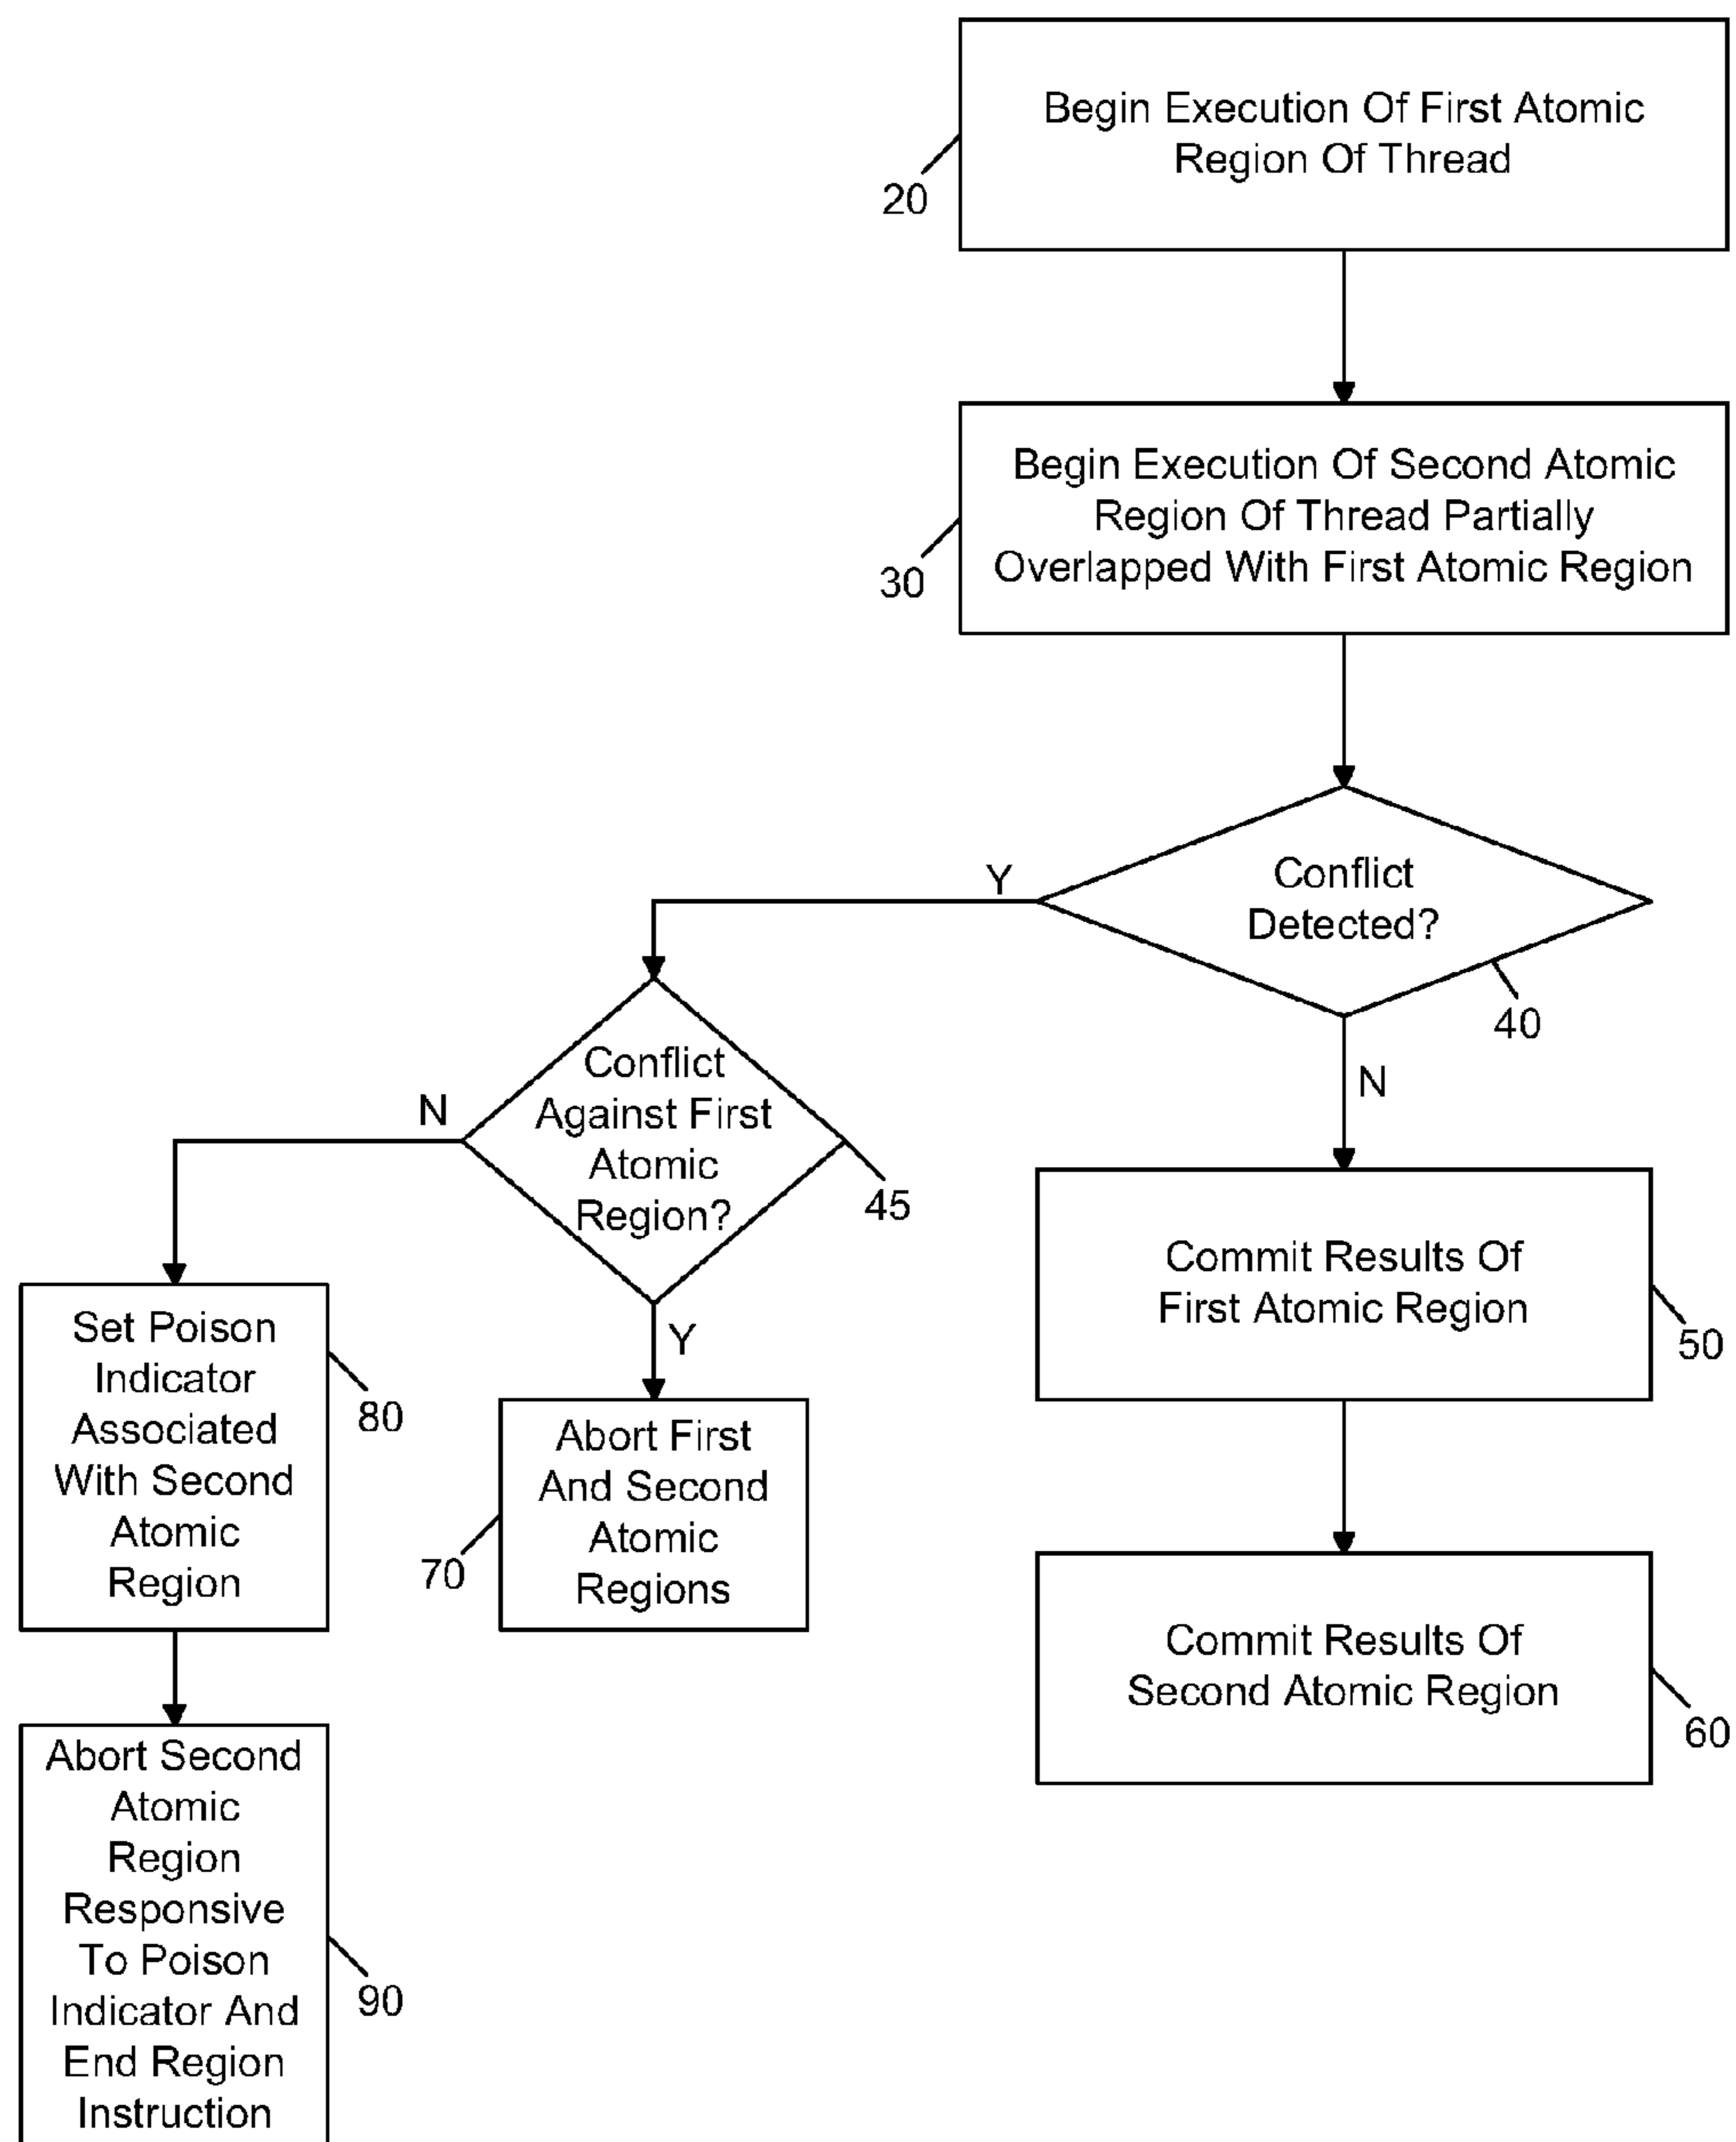 Begin Execution Of First Atomic
Region Of Thread
20
Begin Execution Of Second Atomic
Region Of Thread Partially
Overlapped With First Atomic Region
30
Conflict
Detected?
40
Y
N
Conflict
Against First
Atomic
Region?
45
N
Y
Commit Results Of
First Atomic Region
50
Set Poison
Indicator
Associated
With Second
Atomic
Region
80
Abort First
And Second
Atomic
Regions
70
Commit Results Of
Second Atomic Region
60
Abort Second
Atomic
Region
Responsive
To Poison
Indicator And
End Region
Instruction
90